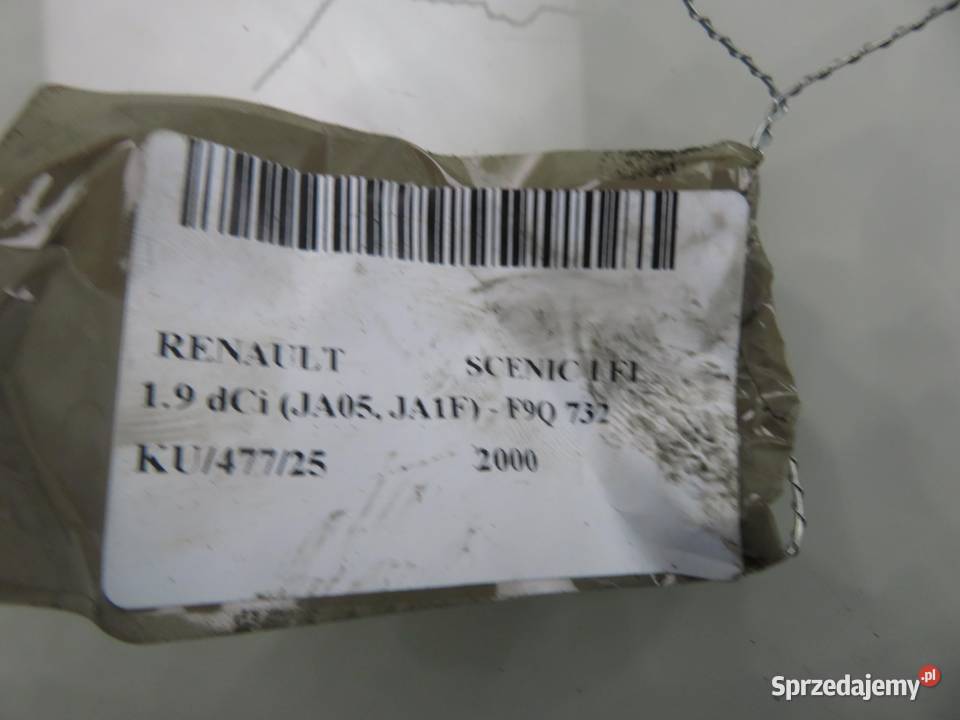 RENAULT SCENIC I FL
1.9 dCi (JA05, JA1F) - F9Q 732
KU/477/25 2000
Sprzedajemy.pl